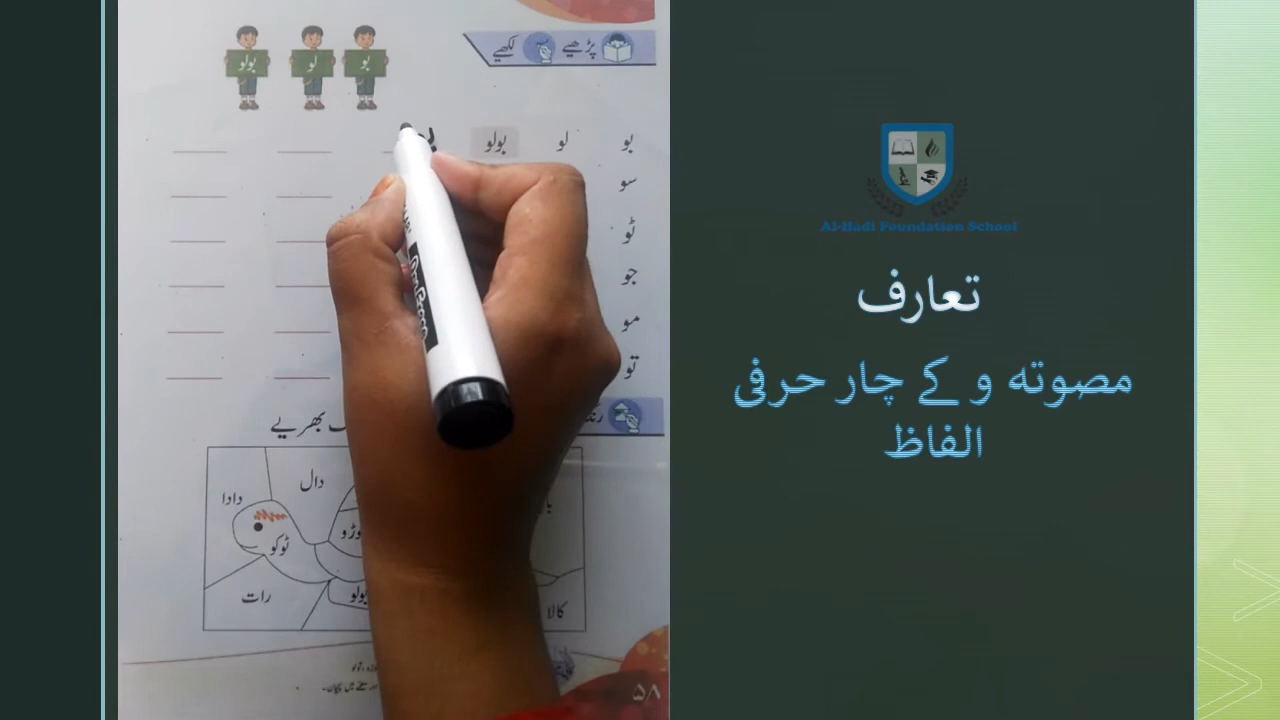 پڑھیے لکھیے
بو لو بولو
بو لو بولو
سو
ٹو
جو
مو
تو
بھریے
دادا دال
ٹوکو
رات بولو کالا
۵۸
Al-Hadi Foundation School
تعارف
مصوتہ و کے چار حرفی
الفاظ